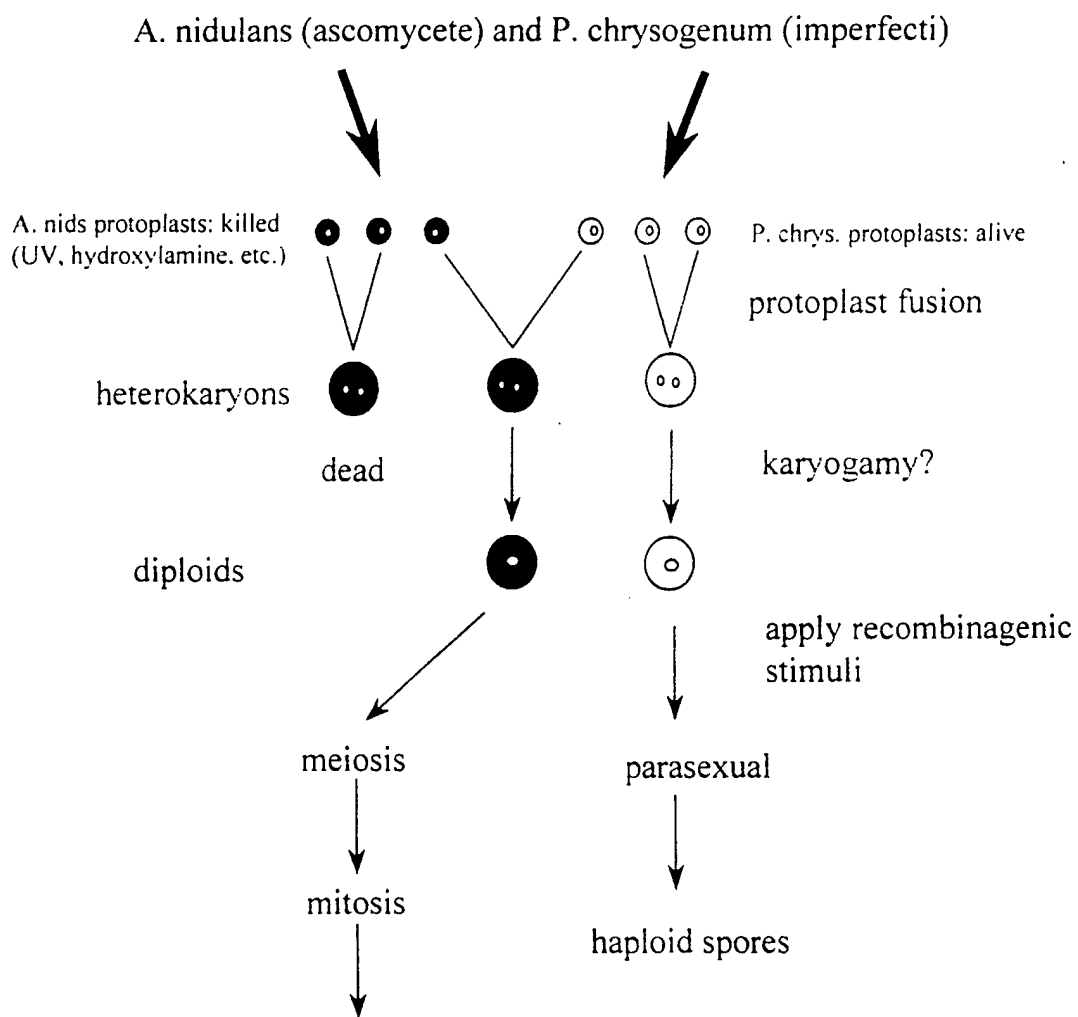 A. nidulans (ascomycete) and P. chrysogenum (imperfecti)
A. nids protoplasts: killed
(UV, hydroxylamine. etc.)
P. chrys. protoplasts: alive
protoplast fusion
heterokaryons
dead
karyogamy?
diploids
apply recombinagenic
stimuli
meiosis
parasexual
mitosis
haploid spores